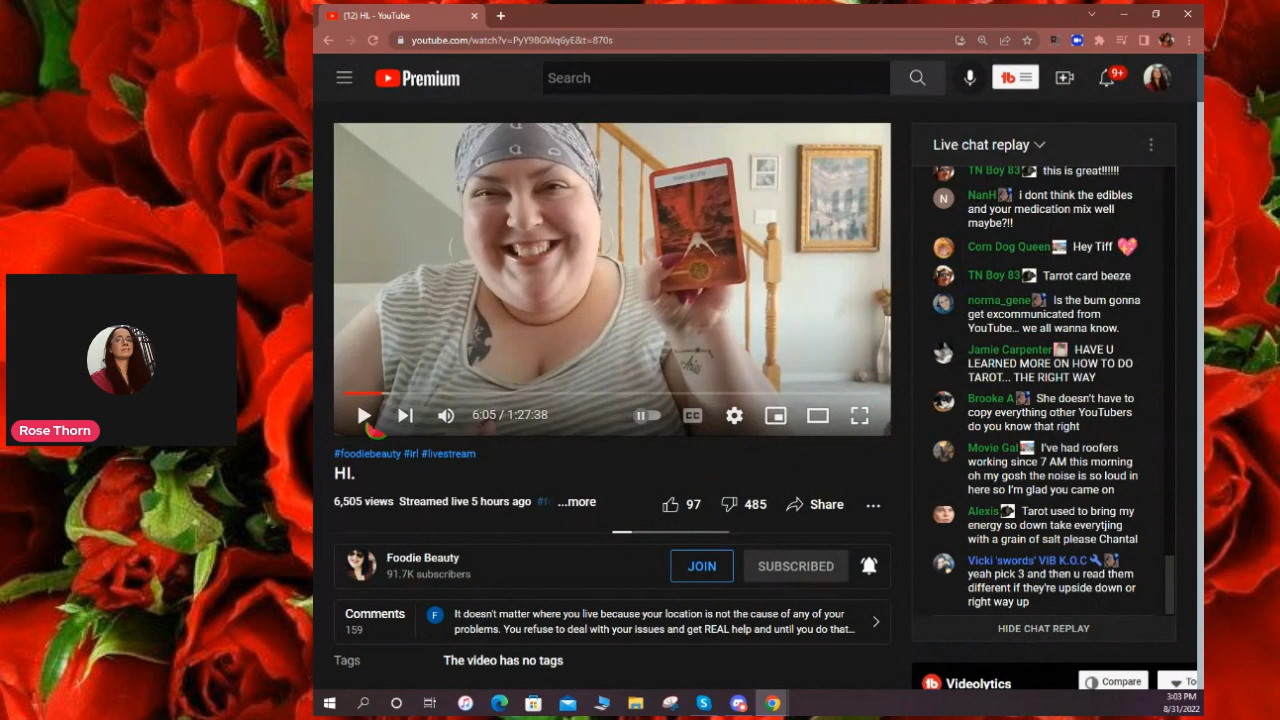 [12) HI. - YouTube
youtube.com/watch?v=PyY9BGWq6yE&t=870s
Premium
Search
9+
Live chat replay
TN Boy 83 this is great!!!!!!
NanH i dont think the edibles
and your medication mix well
maybe?!!
Corn Dog Queen Hey Tiff
TN Boy 83 Tarrot card beeze
norma_gene Is the bum gonna
get excommunicated from
YouTube... we all wanna know.
Jamie Carpenter HAVE U
LEARNED MORE ON HOW TO DO
TAROT... THE RIGHT WAY
Brooke A She doesn't have to
copy everything other YouTubers
do you know that right
Movie Gal I've had roofers
working since 7 AM this morning
oh my gosh the noise is so loud in
here so I'm glad you came on
Alexis Tarot used to bring my
energy so down take everytjing
with a grain of salt please Chantal
Vicki 'swords' VIB K.O.C
yeah pick 3 and then u read them
different if they're upside down or
right way up
HIDE CHAT REPLAY
6:05 / 1:27:38
CC
Rose Thorn
#foodiebeauty #irl #livestream
HI.
6,505 views Streamed live 5 hours ago ...more
97 485 Share
Foodie Beauty
91.7K subscribers
JOIN
SUBSCRIBED
Comments
159
F
It doesn't matter where you live because your location is not the cause of any of your
problems. You refuse to deal with your issues and get REAL help and until you do that...
Tags The video has no tags
tb Videolytics
Compare
To
3:03 PM
8/31/2022